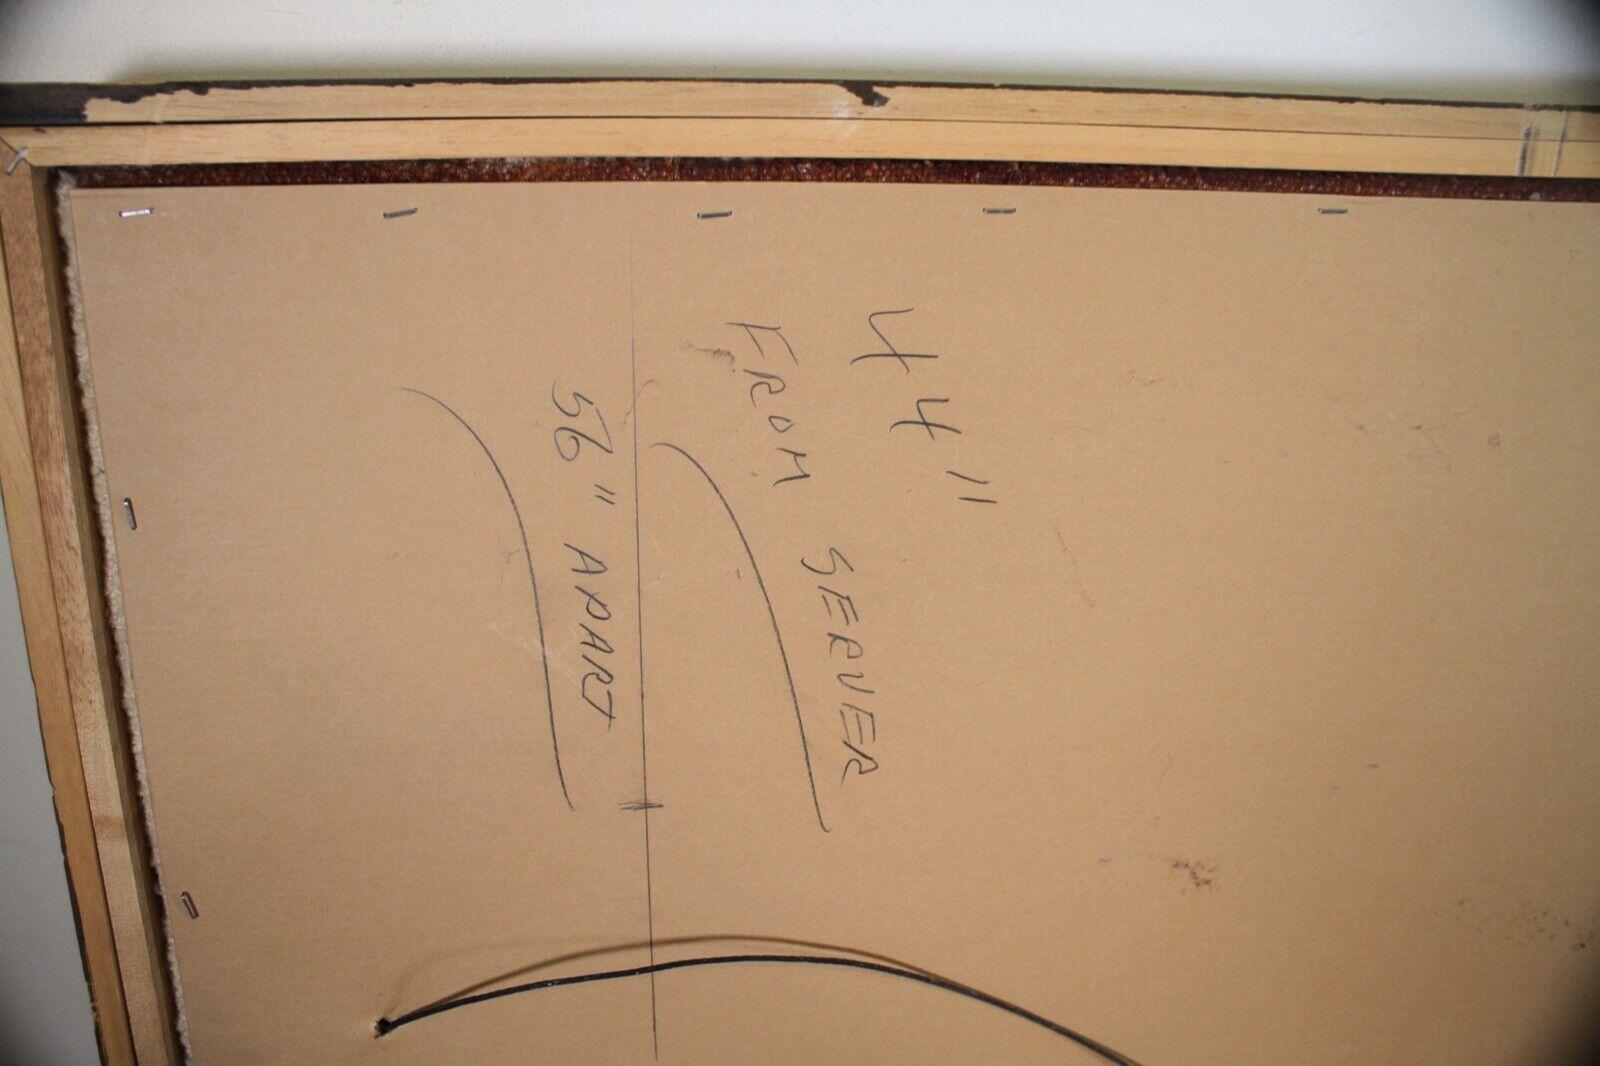 44"
FROM SERVER
56" APART